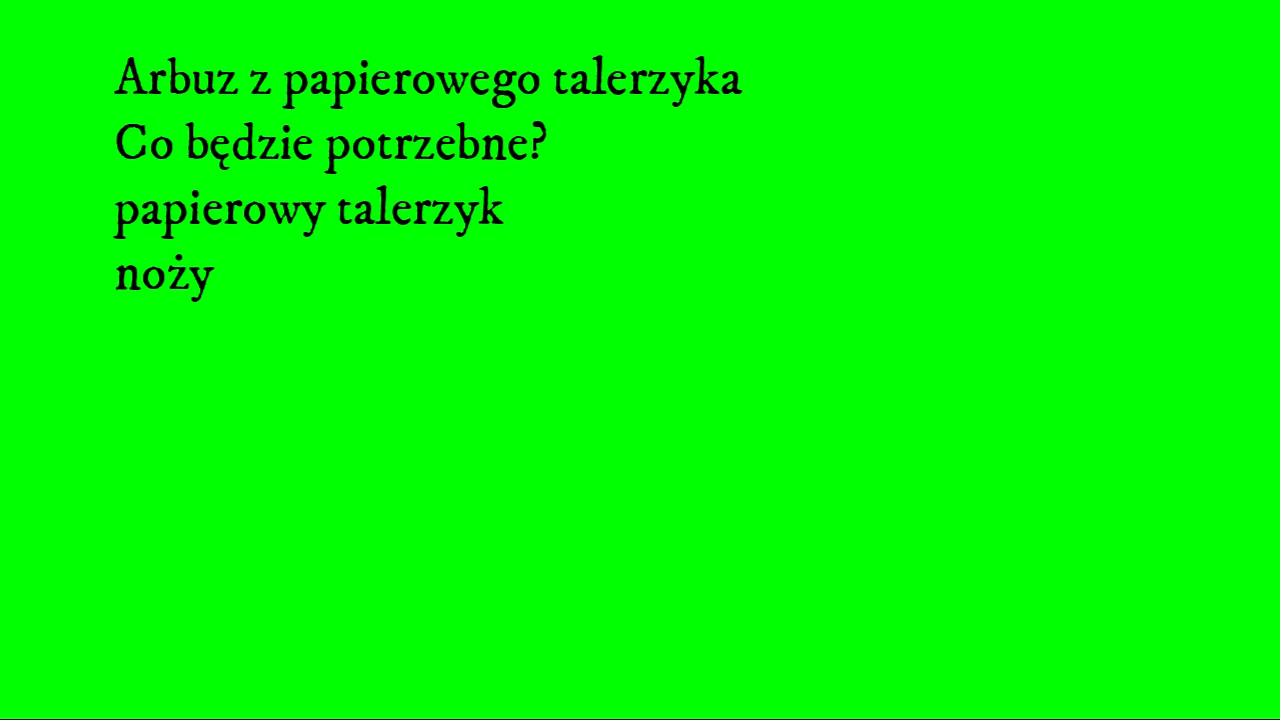 Arbuz z papierowego talerzyka
Co będzie potrzebne?
papierowy talerzyk
noży